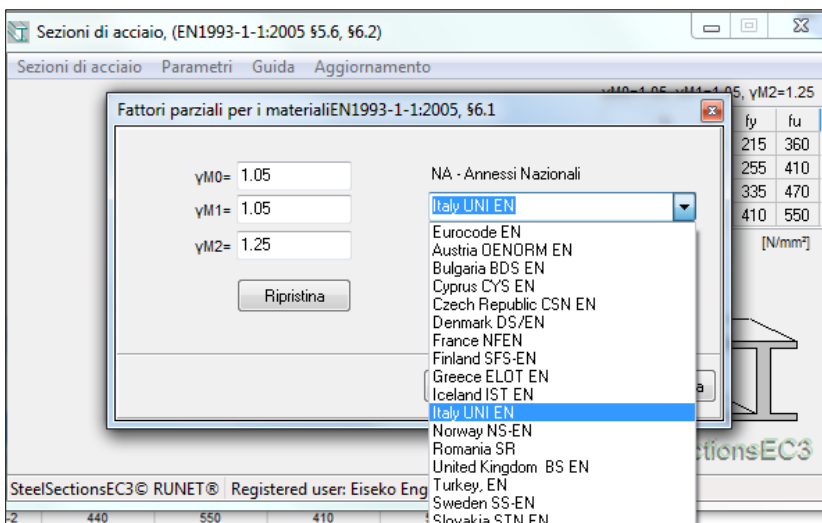 Sezioni di acciaio, (EN1993-1-1:2005 §5.6, §6.2)
Sezioni di acciaio Parametri Guida Aggiornamento
γM0=1.05, γM1=1.05, γM2=1.25
Fattori parziali per i materialiEN1993-1-1:2005, §6.1
fy fu
215 360
255 410
335 470
410 550
[N/mm²]
γM0= 1.05
γM1= 1.05
γM2= 1.25
Ripristina
NA - Annessi Nazionali
Italy UNI EN
Eurocode EN
Austria OENORM EN
Bulgaria BDS EN
Cyprus CYS EN
Czech Republic CSN EN
Denmark DS/EN
France NFEN
Finland SFS-EN
Greece ELOT EN
Iceland IST EN
Italy UNI EN
Norway NS-EN
Romania SR
United Kingdom BS EN
Turkey, EN
Sweden SS-EN
Slovakia STN EN
a
ctionsEC3
SteelSectionsEC3© RUNET® Registered user: Eiseko Eng
-2 440 550 410